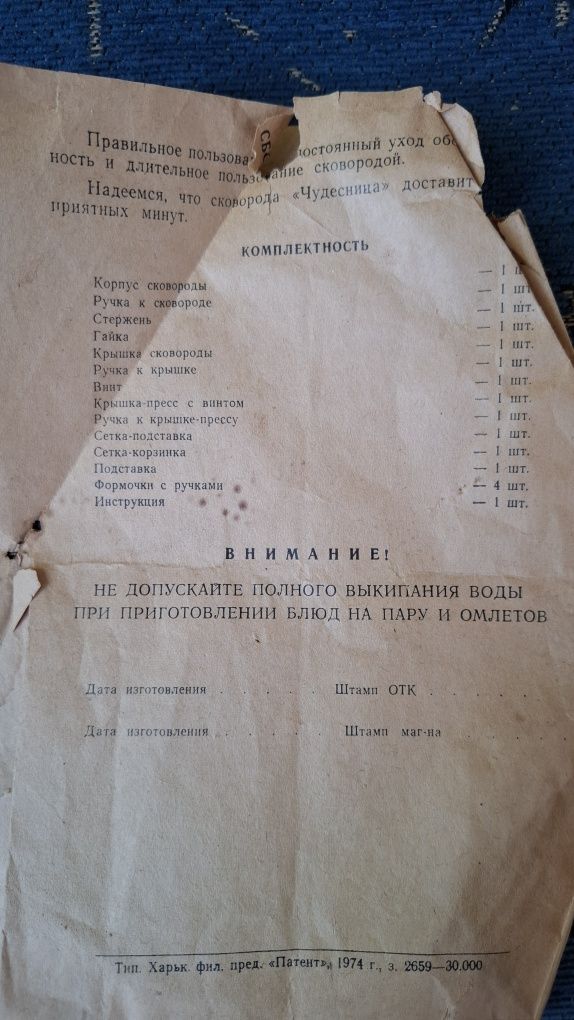 Правильное пользова постоянный уход об
ность и длительное пользование сковородой.
Надеемся, что сковорода «Чудесница» доставит
приятных минут.
КОМПЛЕКТНОСТЬ
Корпус сковороды — 1 шт.
Ручка к сковороде — 1 шт.
Стержень — 1 шт.
Гайка — 1 шт.
Крышка сковороды — 1 шт.
Ручка к крышке — 1 шт.
Винт — 1 шт.
Крышка-пресс с винтом — 1 шт.
Ручка к крышке-прессу — 1 шт.
Сетка-подставка — 1 шт.
Сетка-корзинка — 1 шт.
Подставка — 1 шт.
Формочки с ручками — 4 шт.
Инструкция — 1 шт.
ВНИМАНИЕ!
НЕ ДОПУСКАЙТЕ ПОЛНОГО ВЫКИПАНИЯ ВОДЫ
ПРИ ПРИГОТОВЛЕНИИ БЛЮД НА ПАРУ И ОМЛЕТОВ
Дата изготовления . . . . . Штамп ОТК . . . . .
Дата изготовления . . . . . Штамп маг-на . . . .
Тип. Харьк. фил. пред. «Патент», 1974 г., з. 2659—30.000